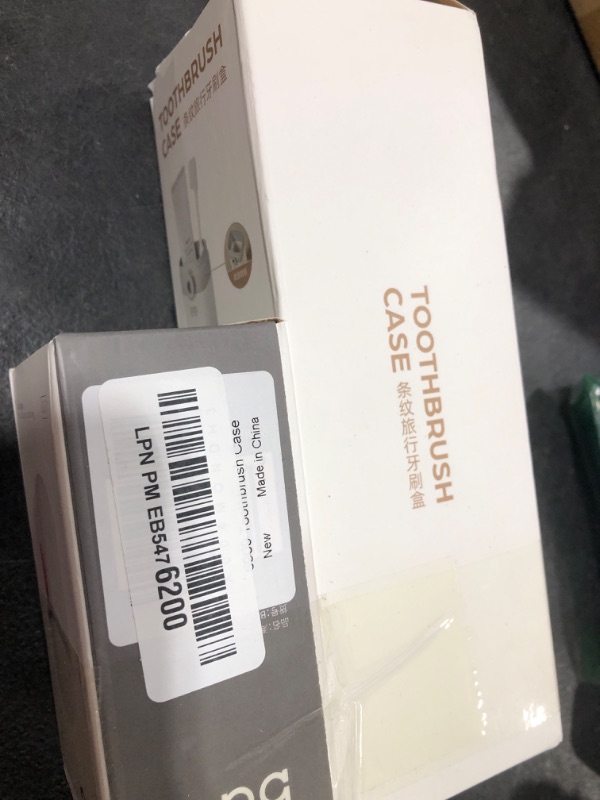 TOOTHBRUSH
CASE 条纹旅行牙刷盒
TOOTHBRUSH
CASE 条纹旅行牙刷盒
Toothbrush Case
New
Made in China
LPN PM EB5476200